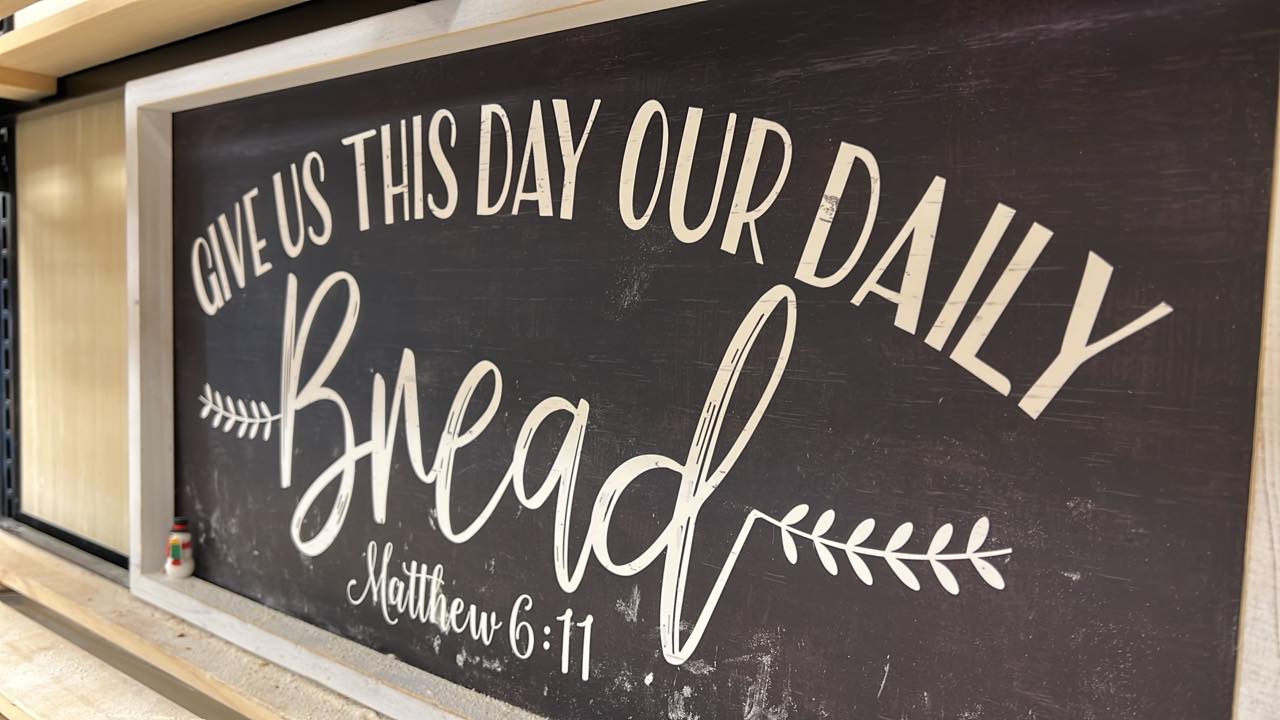 GIVE US THIS DAY OUR DAILY
Bread
Matthew 6:11